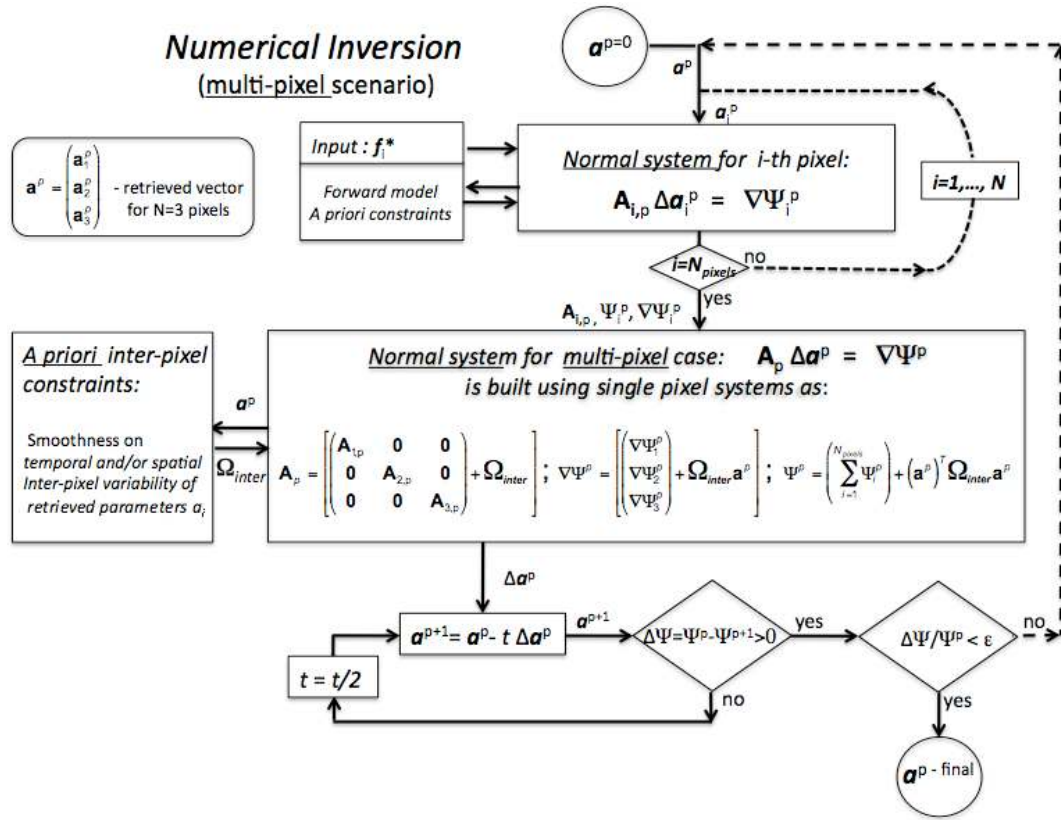 Numerical Inversion
(multi-pixel scenario)
a^p=0
a^p
a_i^p
a^p = (a_1^p a_2^p a_3^p) - retrieved vector
for N=3 pixels
Input : f_i*
Forward model
A priori constraints
Normal system for i-th pixel:
A_i,p Δa_i^p = ∇Ψ_i^p
i=1,..., N
i=N_pixels
no
yes
A_i,p, Ψ_i^p, ∇Ψ_i^p
A priori inter-pixel
constraints:
Smoothness on
temporal and/or spatial
Inter-pixel variability of
retrieved parameters a_i
a^p
Ω_inter
Normal system for multi-pixel case: A_p Δa^p = ∇Ψ^p
is built using single pixel systems as:
A_p = [(A_1,p 0 0
0 A_2,p 0
0 0 A_3,p) + Ω_inter] ; ∇Ψ^p = [(∇Ψ_1^p
∇Ψ_2^p
∇Ψ_3^p) + Ω_inter a^p] ; Ψ^p = (∑_i=1^N_pixels Ψ_i^p) + (a^p)^T Ω_inter a^p
Δa^p
a^p+1 = a^p - t Δa^p
a^p+1
ΔΨ=Ψ^p-Ψ^p+1>0
yes
ΔΨ/Ψ^p < ε
no
t = t/2
no
yes
a^p - final